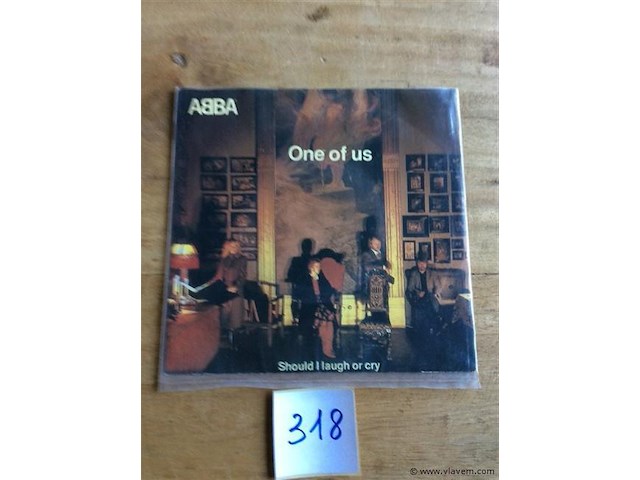 ABBA
One of us
Should I laugh or cry
318
© www.vlavem.com